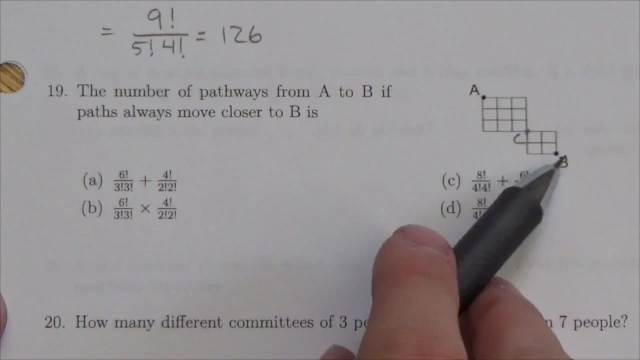 = 9!/5!4! = 126
19. The number of pathways from A to B if
paths always move closer to B is
A
C
B
(a) 6!/3!3! + 4!/2!2!
(b) 6!/3!3! × 4!/2!2!
(c) 8!/4!4! + 6!
(d) 8!
20. How many different committees of 3 7 people?